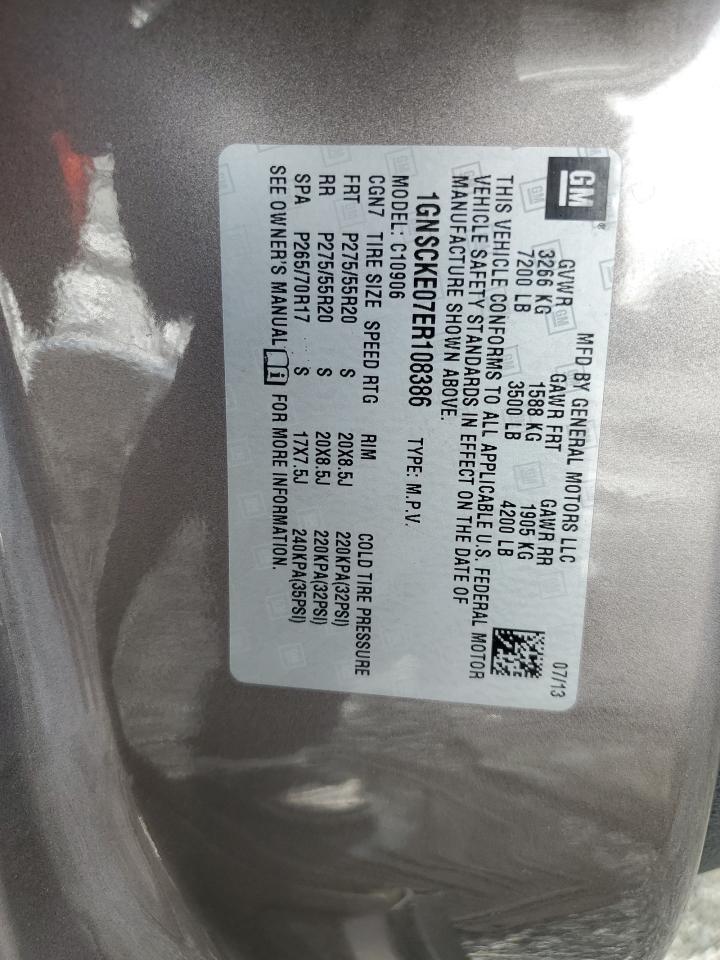 GM
MFD BY GENERAL MOTORS LLC 07/13
GVWR GAWR FRT GAWR RR
3266 KG 1588 KG 1905 KG
7200 LB 3500 LB 4200 LB
THIS VEHICLE CONFORMS TO ALL APPLICABLE U.S. FEDERAL MOTOR
VEHICLE SAFETY STANDARDS IN EFFECT ON THE DATE OF
MANUFACTURE SHOWN ABOVE.
1GNSCKE07ER108386 TYPE: M.P.V.
MODEL: C10906
CGN7 TIRE SIZE SPEED RTG RIM COLD TIRE PRESSURE
FRT P275/55R20 S 20X8.5J 220KPA(32PSI)
RR P275/55R20 S 20X8.5J 220KPA(32PSI)
SPA P265/70R17 S 17X7.5J 240KPA(35PSI)
SEE OWNER'S MANUAL i FOR MORE INFORMATION.